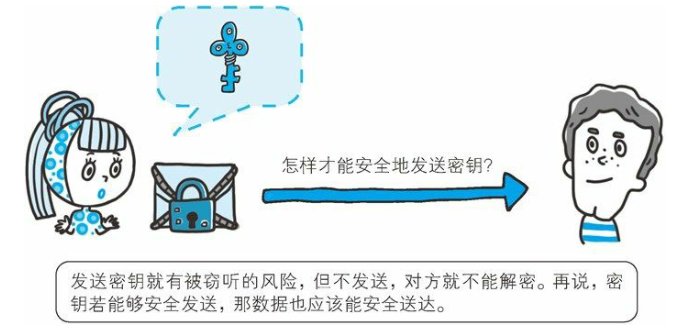 怎样才能安全地发送密钥?
发送密钥就有被窃听的风险，但不发送，对方就不能解密。再说，密
钥若能够安全发送，那数据也应该能安全送达。